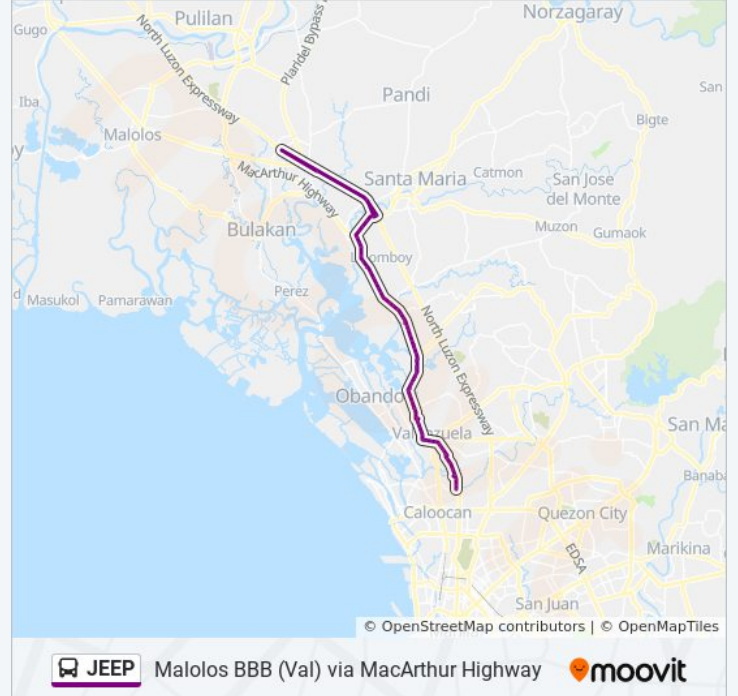 Norzagaray
Pulilan
Gugo
North Luzon Expressway
Plaridel Bypass
Pandi
San
Iba
Bigte
Malolos
oy
MacArthur Highway
Santa Maria
Catmon
San Jose
del Monte
Bulakan
Muzon
Gumaok
Lolomboy
Perez
d
Masukol
Pamarawan
North Luzon Expressway
Obando
San Ma
Valenzuela
Banaba
Caloocan
Quezon City
EDSA
Marikina
San Juan
© OpenStreetMap contributors | © OpenMapTiles
JEEP
Malolos BBB (Val) via MacArthur Highway
moovit